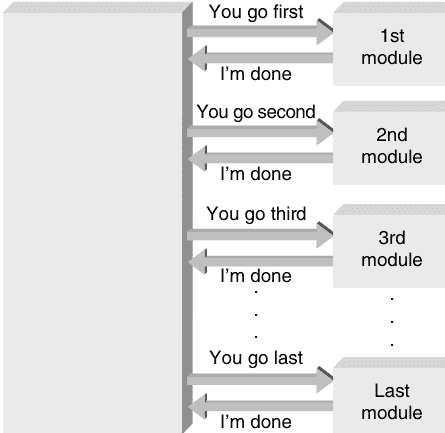 You go first
1st
module
I'm done
You go second
2nd
module
I'm done
You go third
3rd
module
I'm done
You go last
Last
module
I'm done